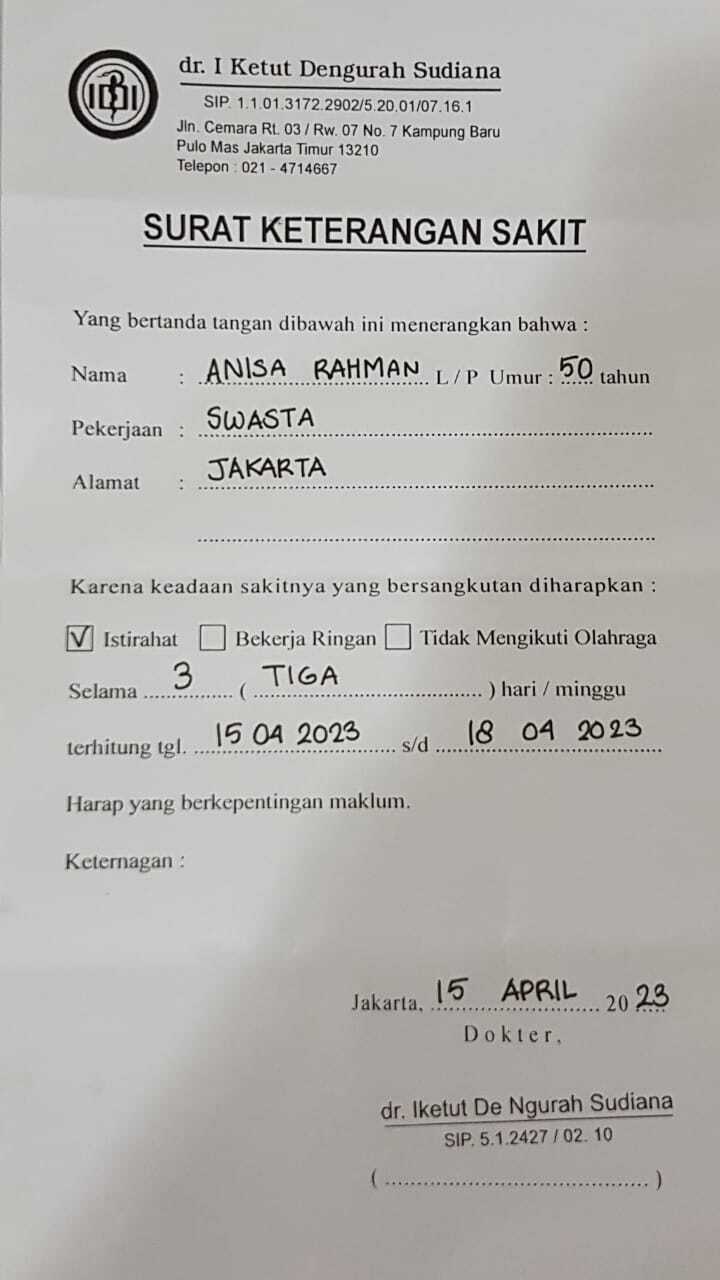 IDI
dr. I Ketut Dengurah Sudiana
SIP. 1.1.01.3172.2902/5.20.01/07.16.1
Jln. Cemara Rt. 03 / Rw. 07 No. 7 Kampung Baru
Pulo Mas Jakarta Timur 13210
Telepon : 021 - 4714667
SURAT KETERANGAN SAKIT
Yang bertanda tangan dibawah ini menerangkan bahwa :
Nama : ANISA RAHMAN L / P Umur : 50 tahun
Pekerjaan : SWASTA
Alamat : JAKARTA
Karena keadaan sakitnya yang bersangkutan diharapkan :
☑ Istirahat ☐ Bekerja Ringan ☐ Tidak Mengikuti Olahraga
Selama 3 ( TIGA ) hari / minggu
terhitung tgl. 15 04 2023 s/d 18 04 2023
Harap yang berkepentingan maklum.
Keternagan :
Jakarta, 15 APRIL 2023
Dokter,
dr. Iketut De Ngurah Sudiana
SIP. 5.1.2427 / 02. 10
(........................................)